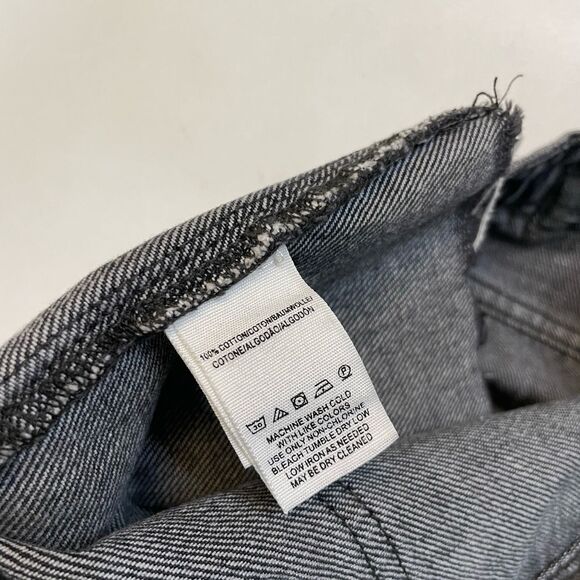 100% COTTON/COTON/BAUMWOLLE/
COTONE/ALGODÃO/ALGODÓN
30 P
MACHINE WASH COLD
WITH LIKE COLORS
USE ONLY NON-CHLORINE
BLEACH TUMBLE DRY LOW
LOW IRON AS NEEDED
MAY BE DRY CLEANED